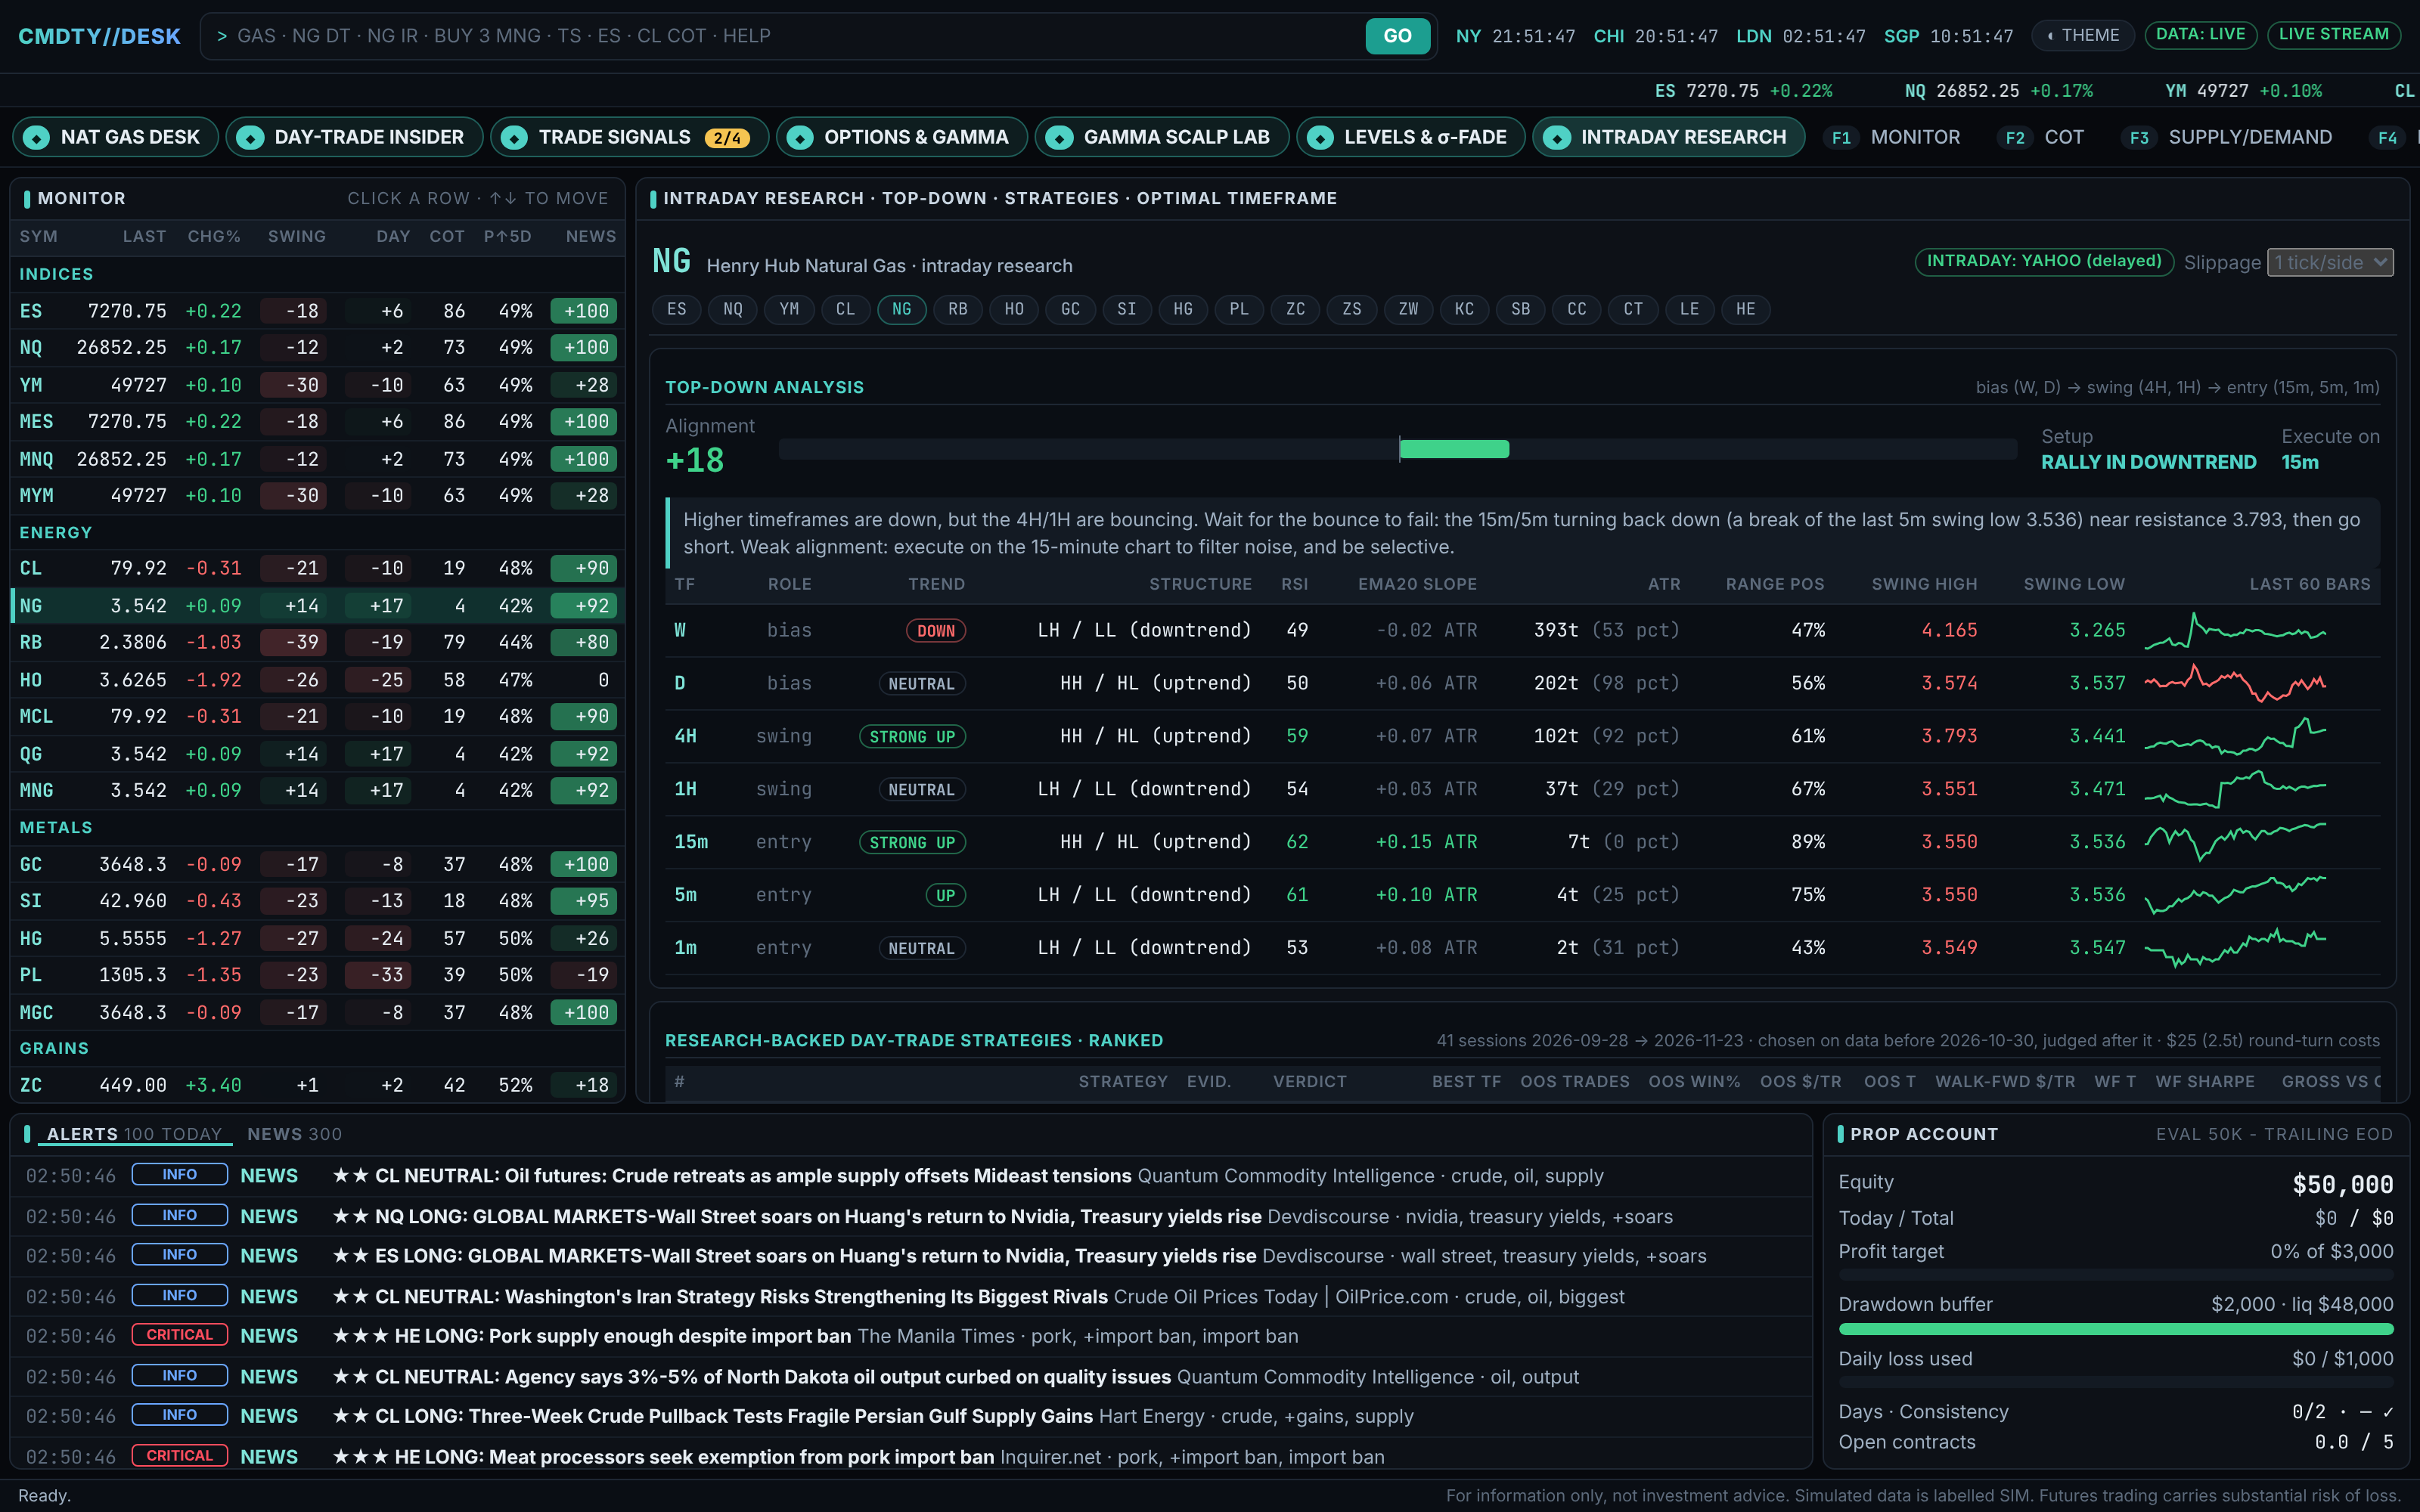 CMDTY//DESK > GAS · NG DT · NG IR · BUY 3 MNG · TS · ES · CL COT · HELP GO NY 21:51:47 CHI 20:51:47 LDN 02:51:47 SGP 10:51:47 THEME DATA: LIVE LIVE STREAM
ES 7270.75 +0.22% NQ 26852.25 +0.17% YM 49727 +0.10% CL
NAT GAS DESK DAY-TRADE INSIDER TRADE SIGNALS 2/4 OPTIONS & GAMMA GAMMA SCALP LAB LEVELS & σ-FADE INTRADAY RESEARCH F1 MONITOR F2 COT F3 SUPPLY/DEMAND F4
MONITOR CLICK A ROW · ↑↓ TO MOVE
SYM LAST CHG% SWING DAY COT P↑5D NEWS
INDICES
ES 7270.75 +0.22 -18 +6 86 49% +100
NQ 26852.25 +0.17 -12 +2 73 49% +100
YM 49727 +0.10 -30 -10 63 49% +28
MES 7270.75 +0.22 -18 +6 86 49% +100
MNQ 26852.25 +0.17 -12 +2 73 49% +100
MYM 49727 +0.10 -30 -10 63 49% +28
ENERGY
CL 79.92 -0.31 -21 -10 19 48% +90
NG 3.542 +0.09 +14 +17 4 42% +92
RB 2.3806 -1.03 -39 -19 79 44% +80
HO 3.6265 -1.92 -26 -25 58 47% 0
MCL 79.92 -0.31 -21 -10 19 48% +90
QG 3.542 +0.09 +14 +17 4 42% +92
MNG 3.542 +0.09 +14 +17 4 42% +92
METALS
GC 3648.3 -0.09 -17 -8 37 48% +100
SI 42.960 -0.43 -23 -13 18 48% +95
HG 5.5555 -1.27 -27 -24 57 50% +26
PL 1305.3 -1.35 -23 -33 39 50% -19
MGC 3648.3 -0.09 -17 -8 37 48% +100
GRAINS
ZC 449.00 +3.40 +1 +2 42 52% +18
INTRADAY RESEARCH · TOP-DOWN · STRATEGIES · OPTIMAL TIMEFRAME
NG Henry Hub Natural Gas · intraday research INTRADAY: YAHOO (delayed) Slippage 1 tick/side
ES NQ YM CL NG RB HO GC SI HG PL ZC ZS ZW KC SB CC CT LE HE
TOP-DOWN ANALYSIS bias (W, D) → swing (4H, 1H) → entry (15m, 5m, 1m)
Alignment Setup Execute on
+18 RALLY IN DOWNTREND 15m
Higher timeframes are down, but the 4H/1H are bouncing. Wait for the bounce to fail: the 15m/5m turning back down (a break of the last 5m swing low 3.536) near resistance 3.793, then go
short. Weak alignment: execute on the 15-minute chart to filter noise, and be selective.
TF ROLE TREND STRUCTURE RSI EMA20 SLOPE ATR RANGE POS SWING HIGH SWING LOW LAST 60 BARS
W bias DOWN LH / LL (downtrend) 49 -0.02 ATR 393t (53 pct) 47% 4.165 3.265
D bias NEUTRAL HH / HL (uptrend) 50 +0.06 ATR 202t (98 pct) 56% 3.574 3.537
4H swing STRONG UP HH / HL (uptrend) 59 +0.07 ATR 102t (92 pct) 61% 3.793 3.441
1H swing NEUTRAL LH / LL (downtrend) 54 +0.03 ATR 37t (29 pct) 67% 3.551 3.471
15m entry STRONG UP HH / HL (uptrend) 62 +0.15 ATR 7t (0 pct) 89% 3.550 3.536
5m entry UP LH / LL (downtrend) 61 +0.10 ATR 4t (25 pct) 75% 3.550 3.536
1m entry NEUTRAL LH / LL (downtrend) 53 +0.08 ATR 2t (31 pct) 43% 3.549 3.547
RESEARCH-BACKED DAY-TRADE STRATEGIES · RANKED 41 sessions 2026-09-28 → 2026-11-23 · chosen on data before 2026-10-30, judged after it · $25 (2.5t) round-turn costs
# STRATEGY EVID. VERDICT BEST TF OOS TRADES OOS WIN% OOS $/TR OOS T WALK-FWD $/TR WF T WF SHARPE GROSS VS
ALERTS 100 TODAY NEWS 300
02:50:46 INFO NEWS ★★ CL NEUTRAL: Oil futures: Crude retreats as ample supply offsets Mideast tensions Quantum Commodity Intelligence · crude, oil, supply
02:50:46 INFO NEWS ★★ NQ LONG: GLOBAL MARKETS-Wall Street soars on Huang's return to Nvidia, Treasury yields rise Devdiscourse · nvidia, treasury yields, +soars
02:50:46 INFO NEWS ★★ ES LONG: GLOBAL MARKETS-Wall Street soars on Huang's return to Nvidia, Treasury yields rise Devdiscourse · wall street, treasury yields, +soars
02:50:46 INFO NEWS ★★ CL NEUTRAL: Washington's Iran Strategy Risks Strengthening Its Biggest Rivals Crude Oil Prices Today | OilPrice.com · crude, oil, biggest
02:50:46 CRITICAL NEWS ★★★ HE LONG: Pork supply enough despite import ban The Manila Times · pork, +import ban, import ban
02:50:46 INFO NEWS ★★ CL NEUTRAL: Agency says 3%-5% of North Dakota oil output curbed on quality issues Quantum Commodity Intelligence · oil, output
02:50:46 INFO NEWS ★★ CL LONG: Three-Week Crude Pullback Tests Fragile Persian Gulf Supply Gains Hart Energy · crude, +gains, supply
02:50:46 CRITICAL NEWS ★★★ HE LONG: Meat processors seek exemption from pork import ban Inquirer.net · pork, +import ban, import ban
PROP ACCOUNT EVAL 50K - TRAILING EOD
Equity $50,000
Today / Total $0 / $0
Profit target 0% of $3,000
Drawdown buffer $2,000 · liq $48,000
Daily loss used $0 / $1,000
Days · Consistency 0/2 · — ✓
Open contracts 0.0 / 5
Ready. For information only, not investment advice. Simulated data is labelled SIM. Futures trading carries substantial risk of loss.